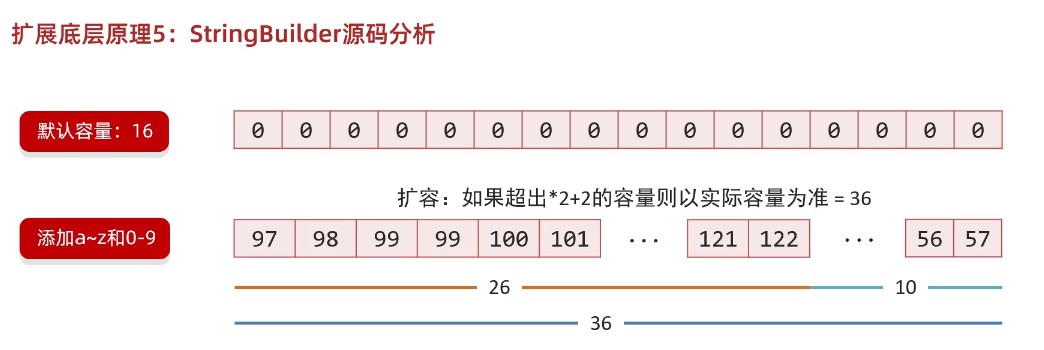 扩展底层原理5：StringBuilder源码分析
默认容量：16
0 0 0 0 0 0 0 0 0 0 0 0 0 0 0 0
扩容：如果超出*2+2的容量则以实际容量为准 = 36
添加a~z和0-9
97 98 99 99 100 101 ... 121 122 ... 56 57
26 10
36